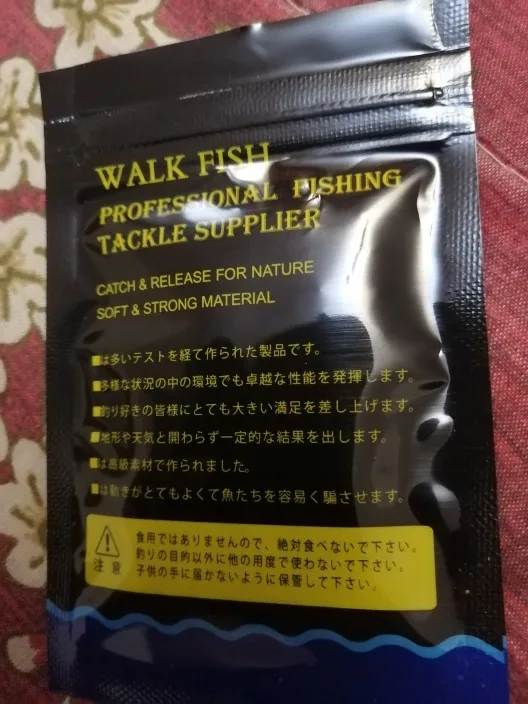 WALK FISH
PROFESSIONAL FISHING
TACKLE SUPPLIER
CATCH & RELEASE FOR NATURE
SOFT & STRONG MATERIAL
■は多いテストを経て作られた製品です。
■多様な状況の中の環境でも卓越な性能を発揮します。
■釣り好きの皆様にとても大きい満足を差し上げます。
■地形や天気と開わらず一定的な結果を出します。
■は高級素材で作られました。
■は動きがとてもよくて魚たちを容易く騙させます。
注意
食用ではありませんので、絶対食べないで下さい。
釣りの目的以外に他の用度で使わないで下さい。
子供の手に届かないように保管して下さい。